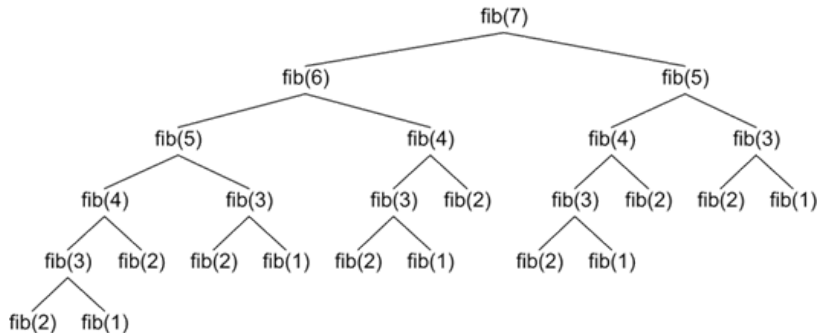 fib(7)
fib(6) fib(5)
fib(5) fib(4) fib(4) fib(3)
fib(4) fib(3) fib(3) fib(2) fib(3) fib(2) fib(2) fib(1)
fib(3) fib(2) fib(2) fib(1) fib(2) fib(1) fib(2) fib(1)
fib(2) fib(1)